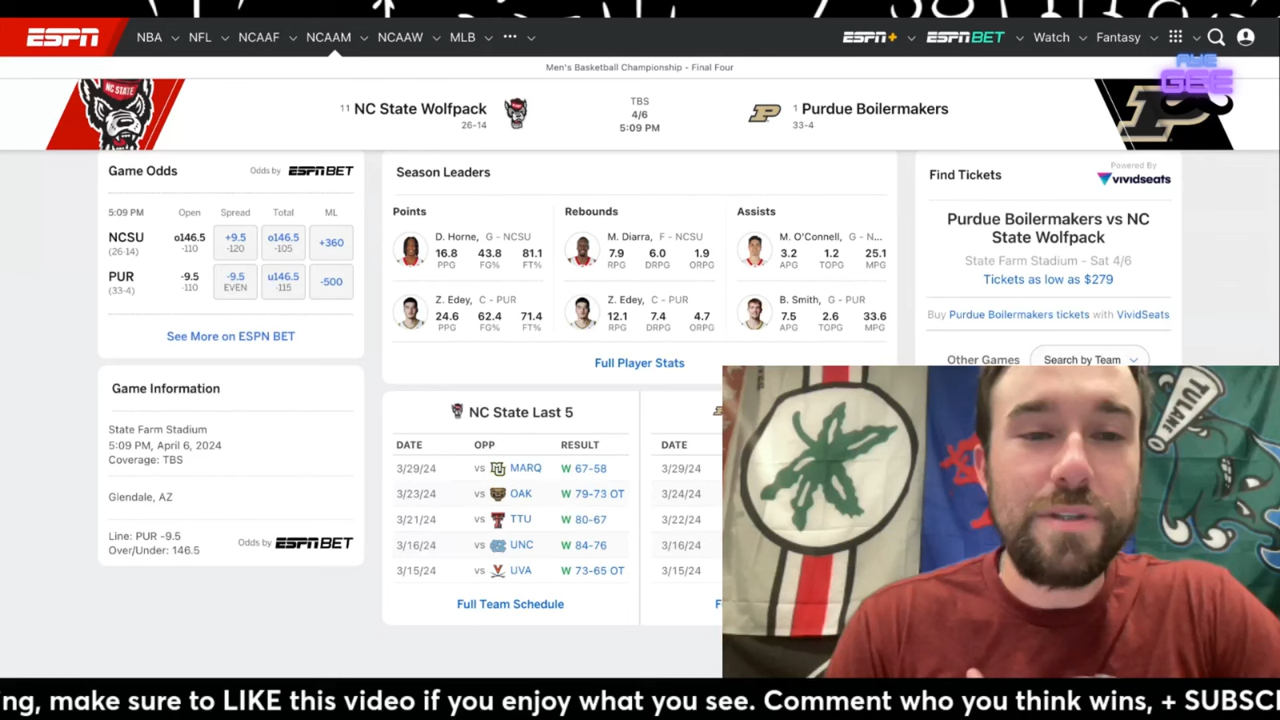 ESPN NBA NFL NCAAF NCAAM NCAAW MLB ••• ESPN+ ESPN BET Watch Fantasy
Men's Basketball Championship - Final Four
AYE
GEE
NC STATE
11 NC State Wolfpack
26-14
TBS
4/6
5:09 PM
P
1 Purdue Boilermakers
33-4
Game Odds Odds by ESPN BET
5:09 PM Open Spread Total ML
NCSU (26-14) o146.5 -110 +9.5 -120 o146.5 -105 +360
PUR (33-4) -9.5 -110 -9.5 EVEN u146.5 -115 -500
See More on ESPN BET
Game Information
State Farm Stadium
5:09 PM, April 6, 2024
Coverage: TBS
Glendale, AZ
Line: PUR -9.5
Over/Under: 146.5
Odds by ESPN BET
Season Leaders
Points
D. Horne, G - NCSU
16.8 43.8 81.1
PPG FG% FT%
Z. Edey, C - PUR
24.6 62.4 71.4
PPG FG% FT%
Rebounds
M. Diarra, F - NCSU
7.9 6.0 1.9
RPG DRPG ORPG
Z. Edey, C - PUR
12.1 7.4 4.7
RPG DRPG ORPG
Assists
M. O'Connell, G - N...
3.2 1.2 25.1
APG TOPG MPG
B. Smith, G - PUR
7.5 2.6 33.6
APG TOPG MPG
Full Player Stats
NC State Last 5
DATE OPP RESULT
3/29/24 vs MARQ W 67-58
3/23/24 vs OAK W 79-73 OT
3/21/24 vs TTU W 80-67
3/16/24 vs UNC W 84-76
3/15/24 vs UVA W 73-65 OT
Full Team Schedule
DATE
3/29/24
3/24/24
3/22/24
3/16/24
3/15/24
F
Find Tickets
Powered By
vividseats
Purdue Boilermakers vs NC
State Wolfpack
State Farm Stadium - Sat 4/6
Tickets as low as $279
Buy Purdue Boilermakers tickets with VividSeats
Other Games Search by Team
TULANE
ing, make sure to LIKE this video if you enjoy what you see. Comment who you think wins, + SUBSC